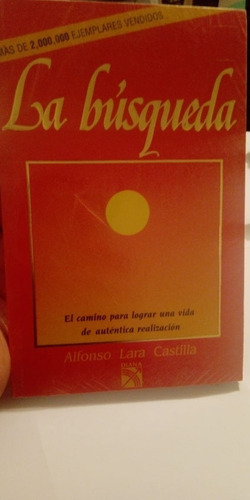 MÁS DE 2,000,000 EJEMPLARES VENDIDOS
La búsqueda
El camino para lograr una vida
de auténtica realización
Alfonso Lara Castilla